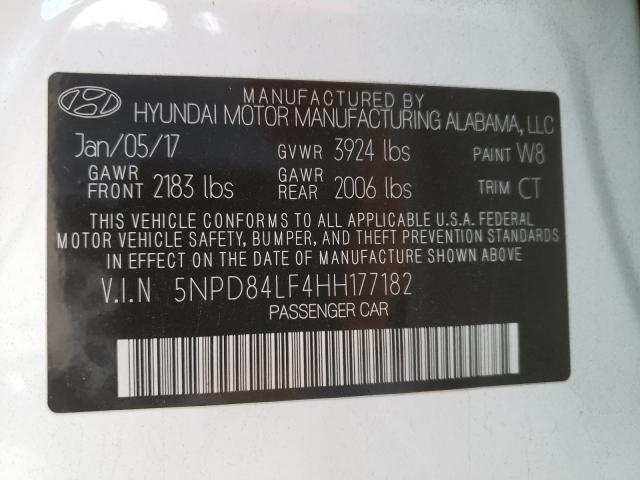 MANUFACTURED BY
HYUNDAI MOTOR MANUFACTURING ALABAMA, LLC
Jan/05/17 GVWR 3924 lbs PAINT W8
GAWR FRONT 2183 lbs GAWR REAR 2006 lbs TRIM CT
THIS VEHICLE CONFORMS TO ALL APPLICABLE U.S.A. FEDERAL
MOTOR VEHICLE SAFETY, BUMPER, AND THEFT PREVENTION STANDARDS
IN EFFECT ON THE DATE OF MANUFACTURE SHOWN ABOVE.
V.I.N 5NPD84LF4HH177182
PASSENGER CAR